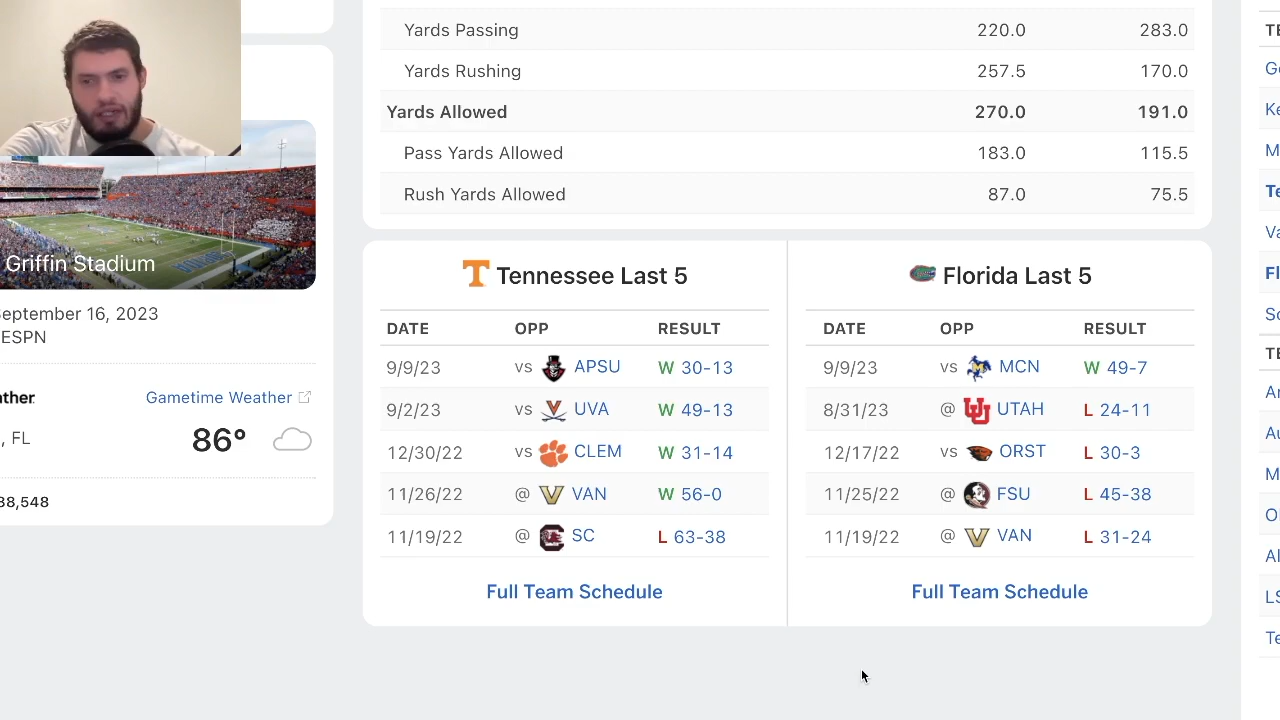 Yards Passing 220.0 283.0
Yards Rushing 257.5 170.0
Yards Allowed 270.0 191.0
Pass Yards Allowed 183.0 115.5
Rush Yards Allowed 87.0 75.5
Griffin Stadium
September 16, 2023
ESPN
Gametime Weather
, FL 86°
38,548
Tennessee Last 5
DATE OPP RESULT
9/9/23 vs APSU W 30-13
9/2/23 vs UVA W 49-13
12/30/22 vs CLEM W 31-14
11/26/22 @ VAN W 56-0
11/19/22 @ SC L 63-38
Full Team Schedule
Florida Last 5
DATE OPP RESULT
9/9/23 vs MCN W 49-7
8/31/23 @ UTAH L 24-11
12/17/22 vs ORST L 30-3
11/25/22 @ FSU L 45-38
11/19/22 @ VAN L 31-24
Full Team Schedule